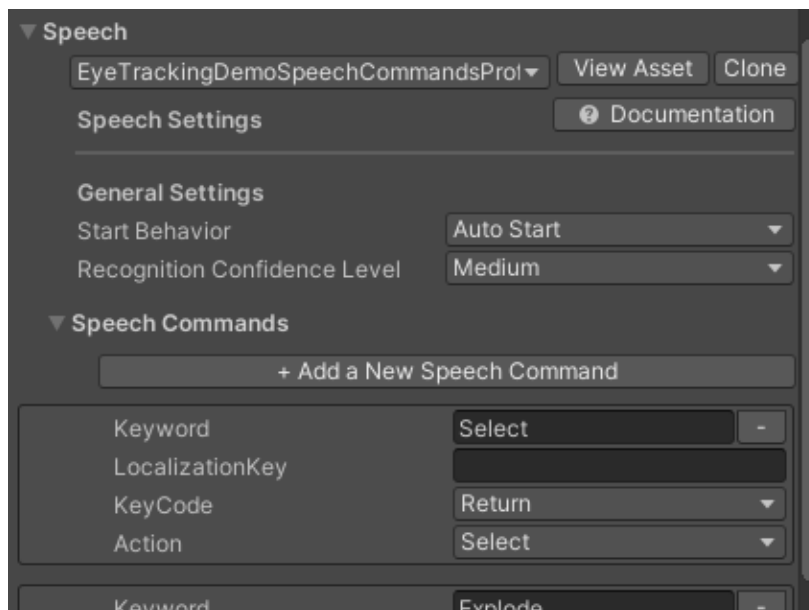 Speech
EyeTrackingDemoSpeechCommandsProf View Asset Clone
Speech Settings Documentation
General Settings
Start Behavior Auto Start
Recognition Confidence Level Medium
Speech Commands
+ Add a New Speech Command
Keyword Select -
LocalizationKey
KeyCode Return
Action Select
Keyword Explode -